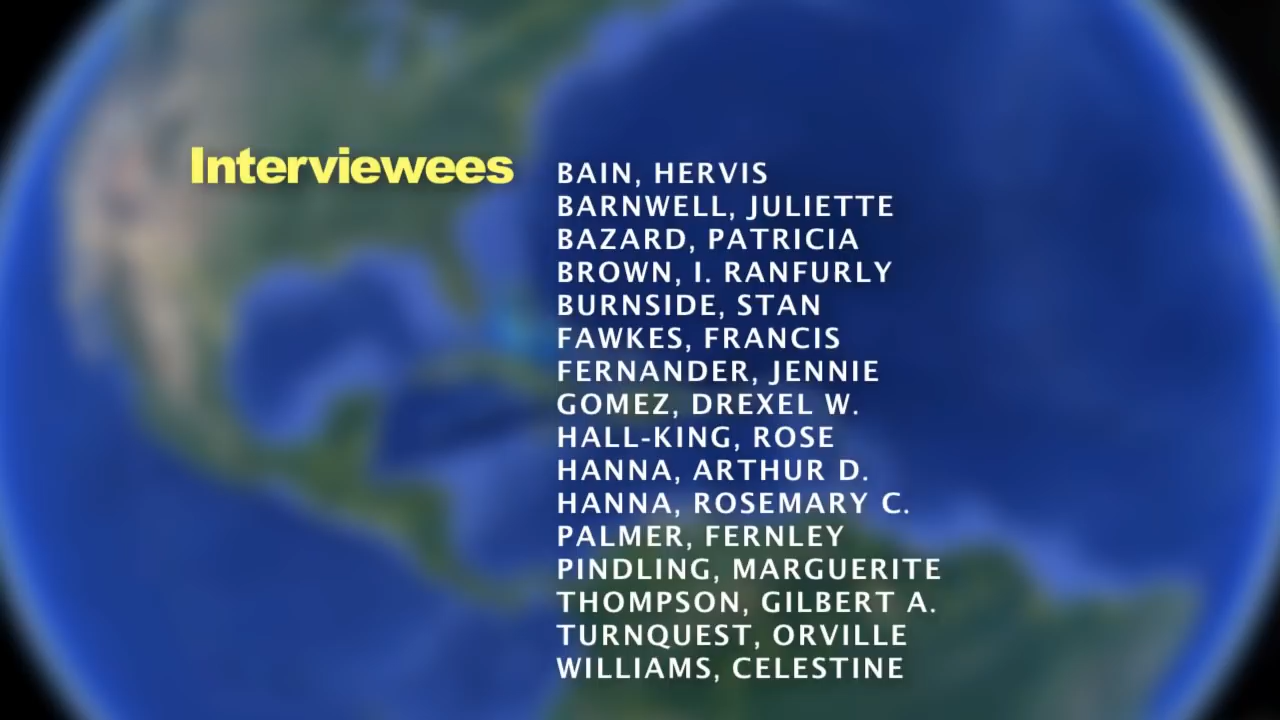 Interviewees
BAIN, HERVIS
BARNWELL, JULIETTE
BAZARD, PATRICIA
BROWN, I. RANFURLY
BURNSIDE, STAN
FAWKES, FRANCIS
FERNANDER, JENNIE
GOMEZ, DREXEL W.
HALL-KING, ROSE
HANNA, ARTHUR D.
HANNA, ROSEMARY C.
PALMER, FERNLEY
PINDLING, MARGUERITE
THOMPSON, GILBERT A.
TURNQUEST, ORVILLE
WILLIAMS, CELESTINE